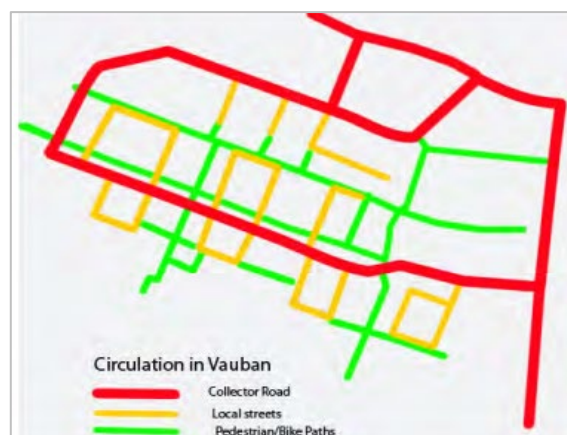 Circulation in Vauban
Collector Road
Local streets
Pedestrian/Bike Paths